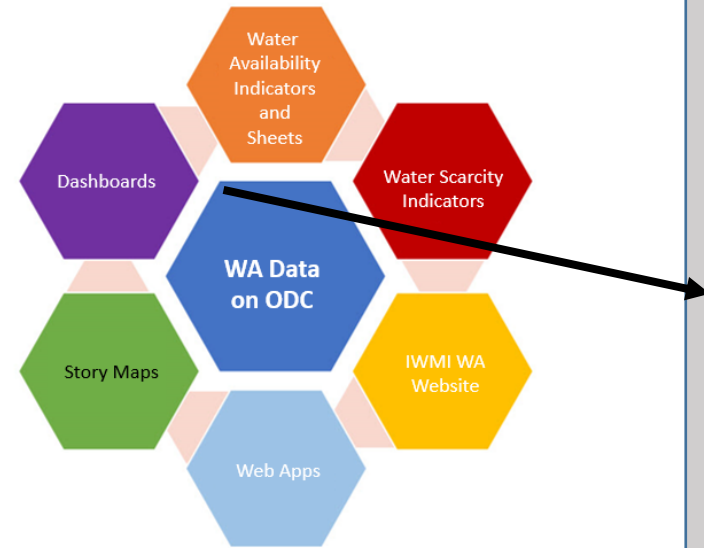 Water
Availability
Indicators
and
Sheets
Dashboards
Water Scarcity
Indicators
WA Data
on ODC
Story Maps
IWMI WA
Website
Web Apps